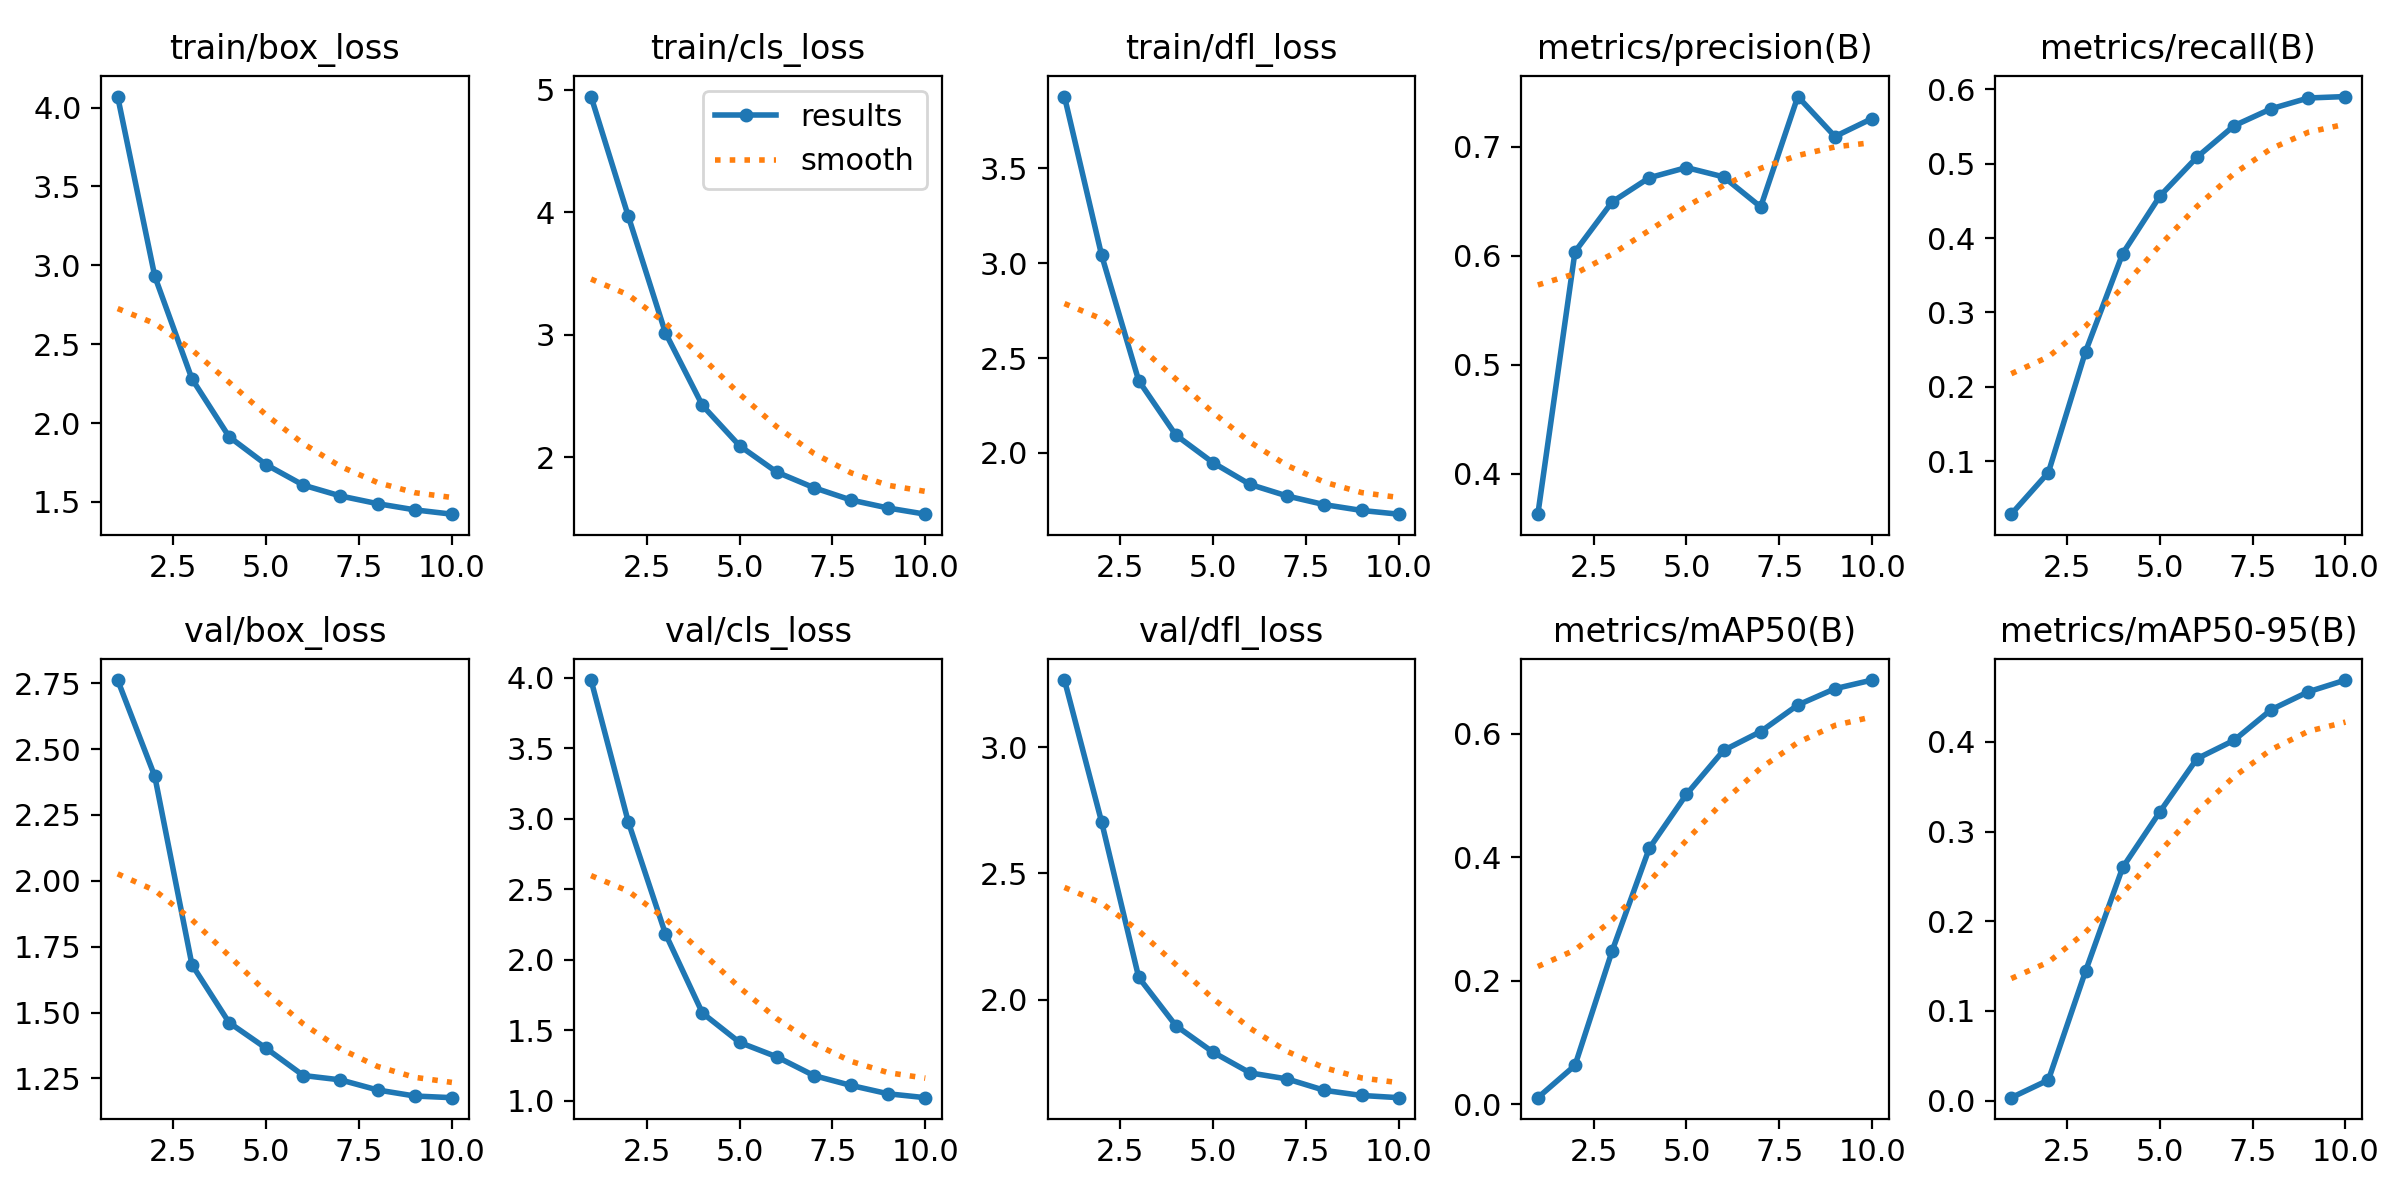 train/box_loss
4.0
3.5
3.0
2.5
2.0
1.5
2.5 5.0 7.5 10.0
train/cls_loss
results
smooth
5
4
3
2
2.5 5.0 7.5 10.0
train/dfl_loss
3.5
3.0
2.5
2.0
2.5 5.0 7.5 10.0
metrics/precision(B)
0.7
0.6
0.5
0.4
2.5 5.0 7.5 10.0
metrics/recall(B)
0.6
0.5
0.4
0.3
0.2
0.1
2.5 5.0 7.5 10.0
val/box_loss
2.75
2.50
2.25
2.00
1.75
1.50
1.25
2.5 5.0 7.5 10.0
val/cls_loss
4.0
3.5
3.0
2.5
2.0
1.5
1.0
2.5 5.0 7.5 10.0
val/dfl_loss
3.0
2.5
2.0
2.5 5.0 7.5 10.0
metrics/mAP50(B)
0.6
0.4
0.2
0.0
2.5 5.0 7.5 10.0
metrics/mAP50-95(B)
0.4
0.3
0.2
0.1
0.0
2.5 5.0 7.5 10.0